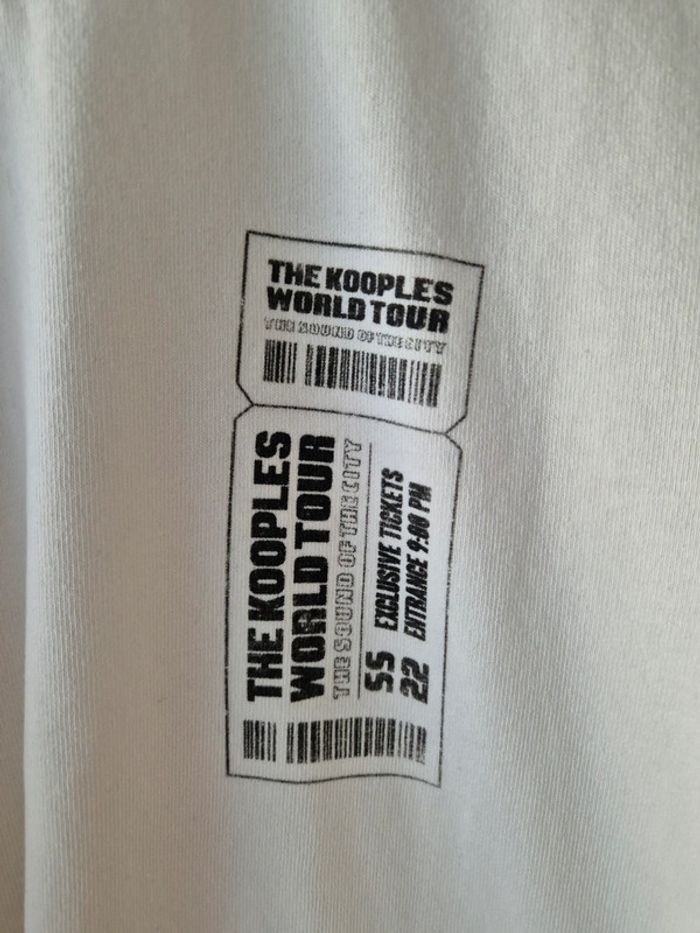 THE KOOPLES
WORLD TOUR
THE SOUND OF THE CITY
THE KOOPLES
WORLD TOUR
THE SOUND OF THE CITY
SS EXCLUSIVE TICKETS
22 ENTRANCE 9:00 PM